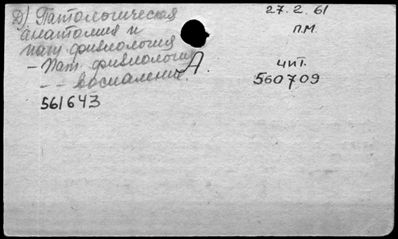 Д) Патологическая
анатомия и
пат. физиология
- Пат. физиология
- - воспаление.
А.
561643
27. 2. 61
п.м.
чит.
560709